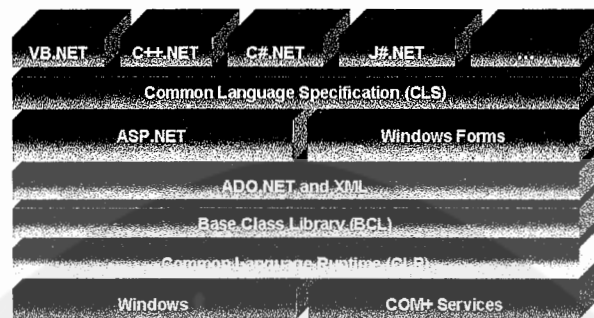 VB.NET C++.NET C#.NET J#.NET ...
Common Language Specification (CLS)
ASP.NET Windows Forms
ADO.NET and XML
Base Class Library (BCL)
Common Language Runtime (CLR)
Windows COM+ Services